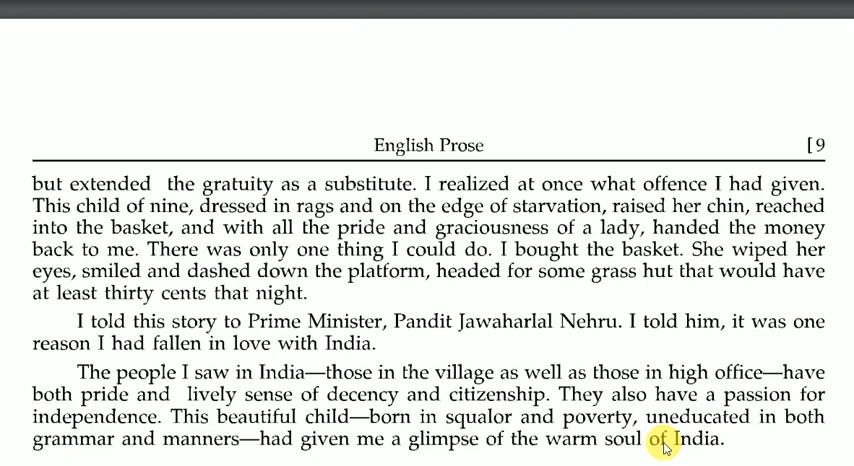 English Prose [ 9
but extended the gratuity as a substitute. I realized at once what offence I had given.
This child of nine, dressed in rags and on the edge of starvation, raised her chin, reached
into the basket, and with all the pride and graciousness of a lady, handed the money
back to me. There was only one thing I could do. I bought the basket. She wiped her
eyes, smiled and dashed down the platform, headed for some grass hut that would have
at least thirty cents that night.
I told this story to Prime Minister, Pandit Jawaharlal Nehru. I told him, it was one
reason I had fallen in love with India.
The people I saw in India—those in the village as well as those in high office—have
both pride and lively sense of decency and citizenship. They also have a passion for
independence. This beautiful child—born in squalor and poverty, uneducated in both
grammar and manners—had given me a glimpse of the warm soul of India.